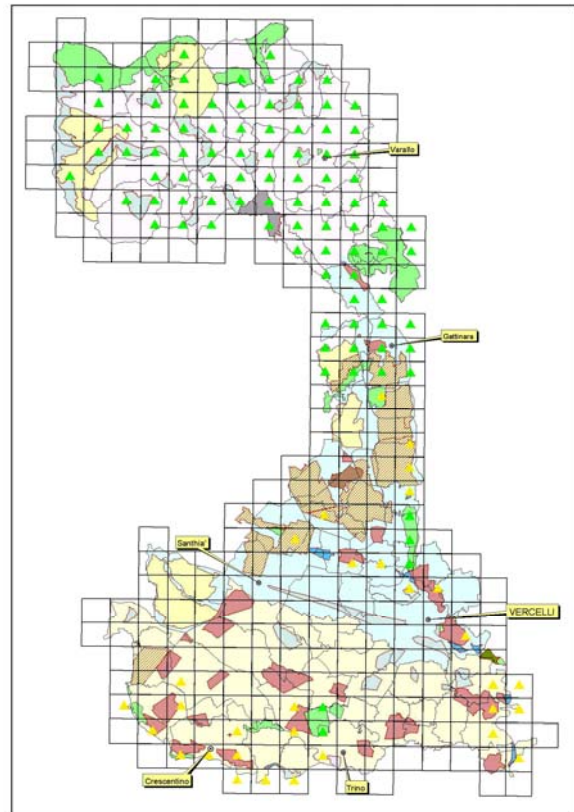 Varallo
Gattinara
Santhia'
VERCELLI
Crescentino
Trino